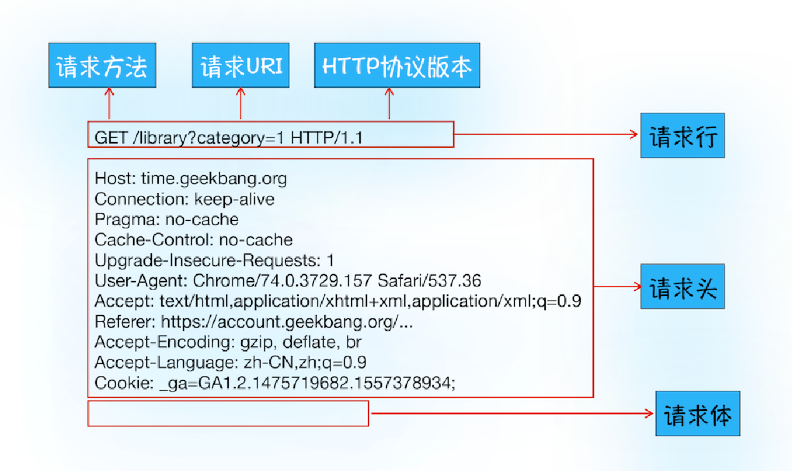 请求方法 请求URI HTTP协议版本
GET /library?category=1 HTTP/1.1
请求行
Host: time.geekbang.org
Connection: keep-alive
Pragma: no-cache
Cache-Control: no-cache
Upgrade-Insecure-Requests: 1
User-Agent: Chrome/74.0.3729.157 Safari/537.36
Accept: text/html,application/xhtml+xml,application/xml;q=0.9
Referer: https://account.geekbang.org/...
Accept-Encoding: gzip, deflate, br
Accept-Language: zh-CN,zh;q=0.9
Cookie: _ga=GA1.2.1475719682.1557378934;
请求头
请求体